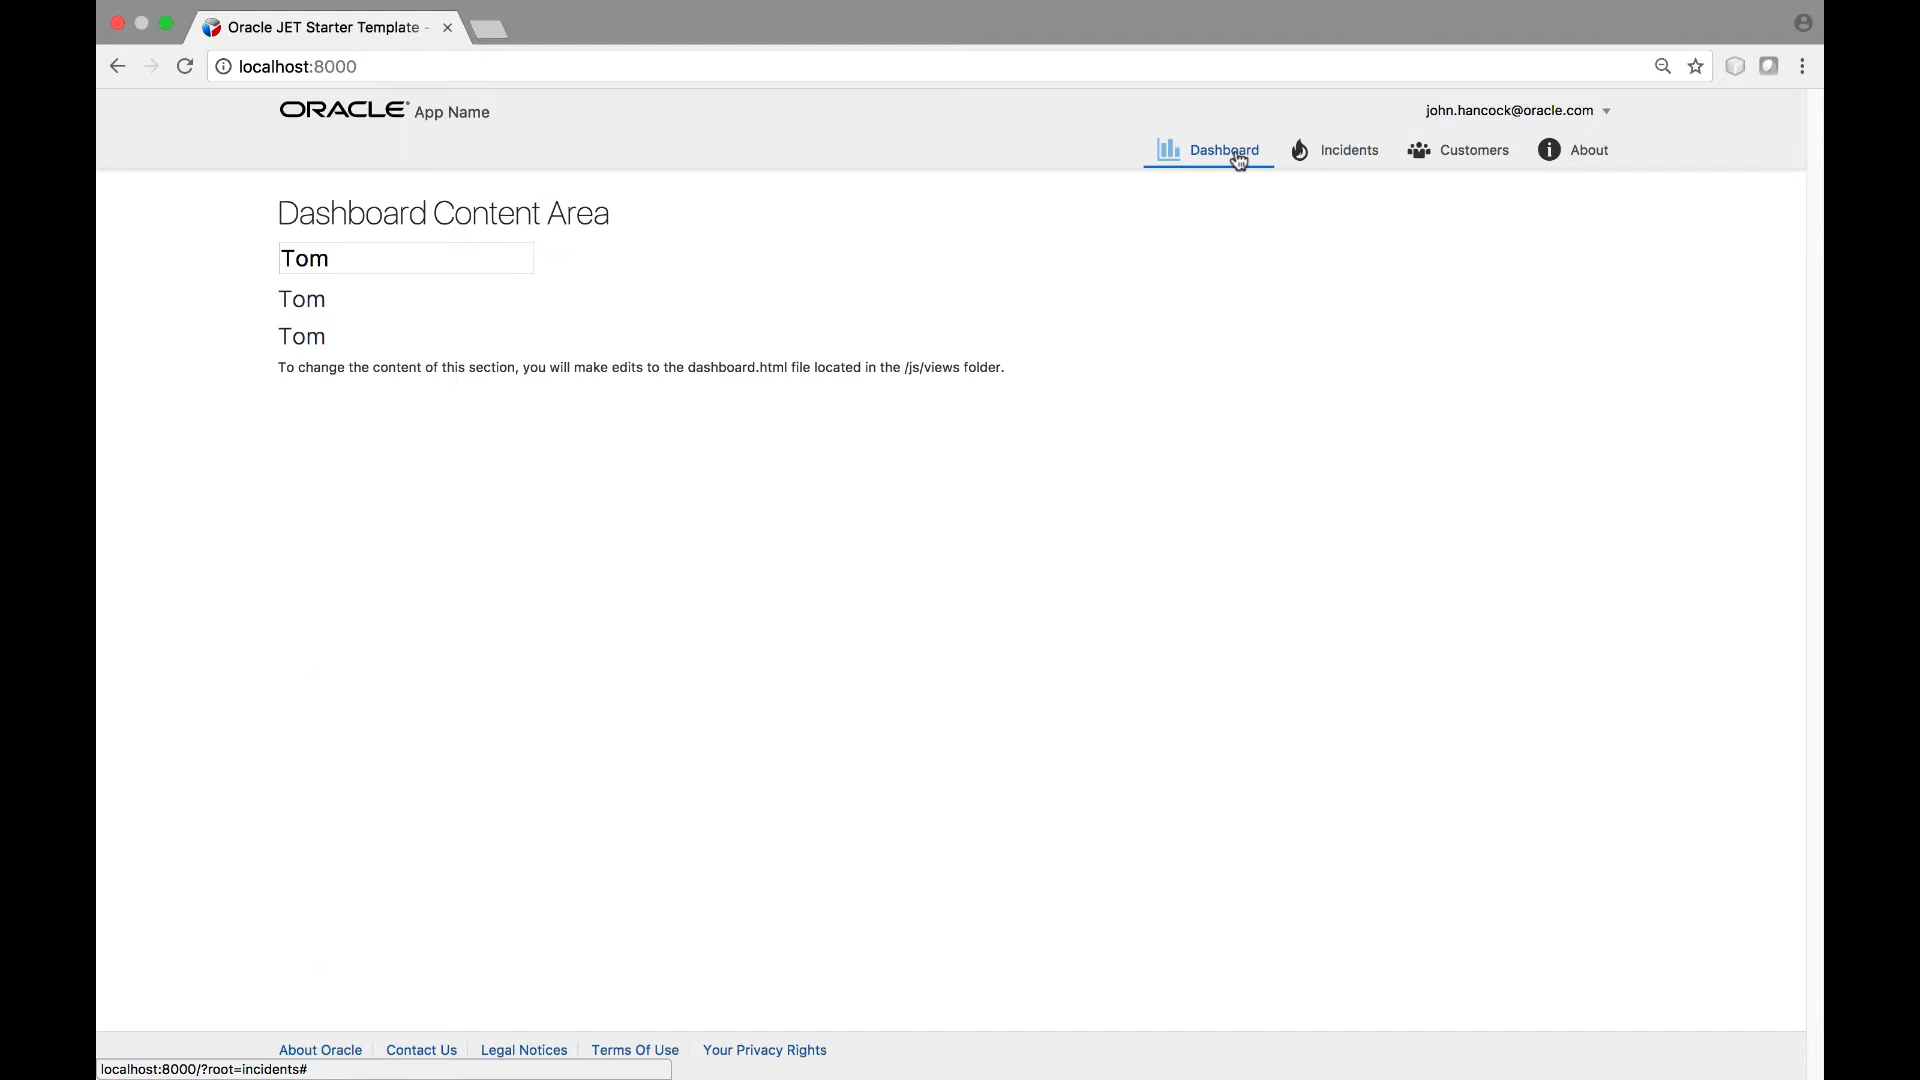 Oracle JET Starter Template -
localhost:8000
ORACLE App Name
john.hancock@oracle.com
Dashboard Incidents Customers About
Dashboard Content Area
Tom
Tom
Tom
To change the content of this section, you will make edits to the dashboard.html file located in the /js/views folder.
About Oracle Contact Us Legal Notices Terms Of Use Your Privacy Rights
localhost:8000/?root=incidents#